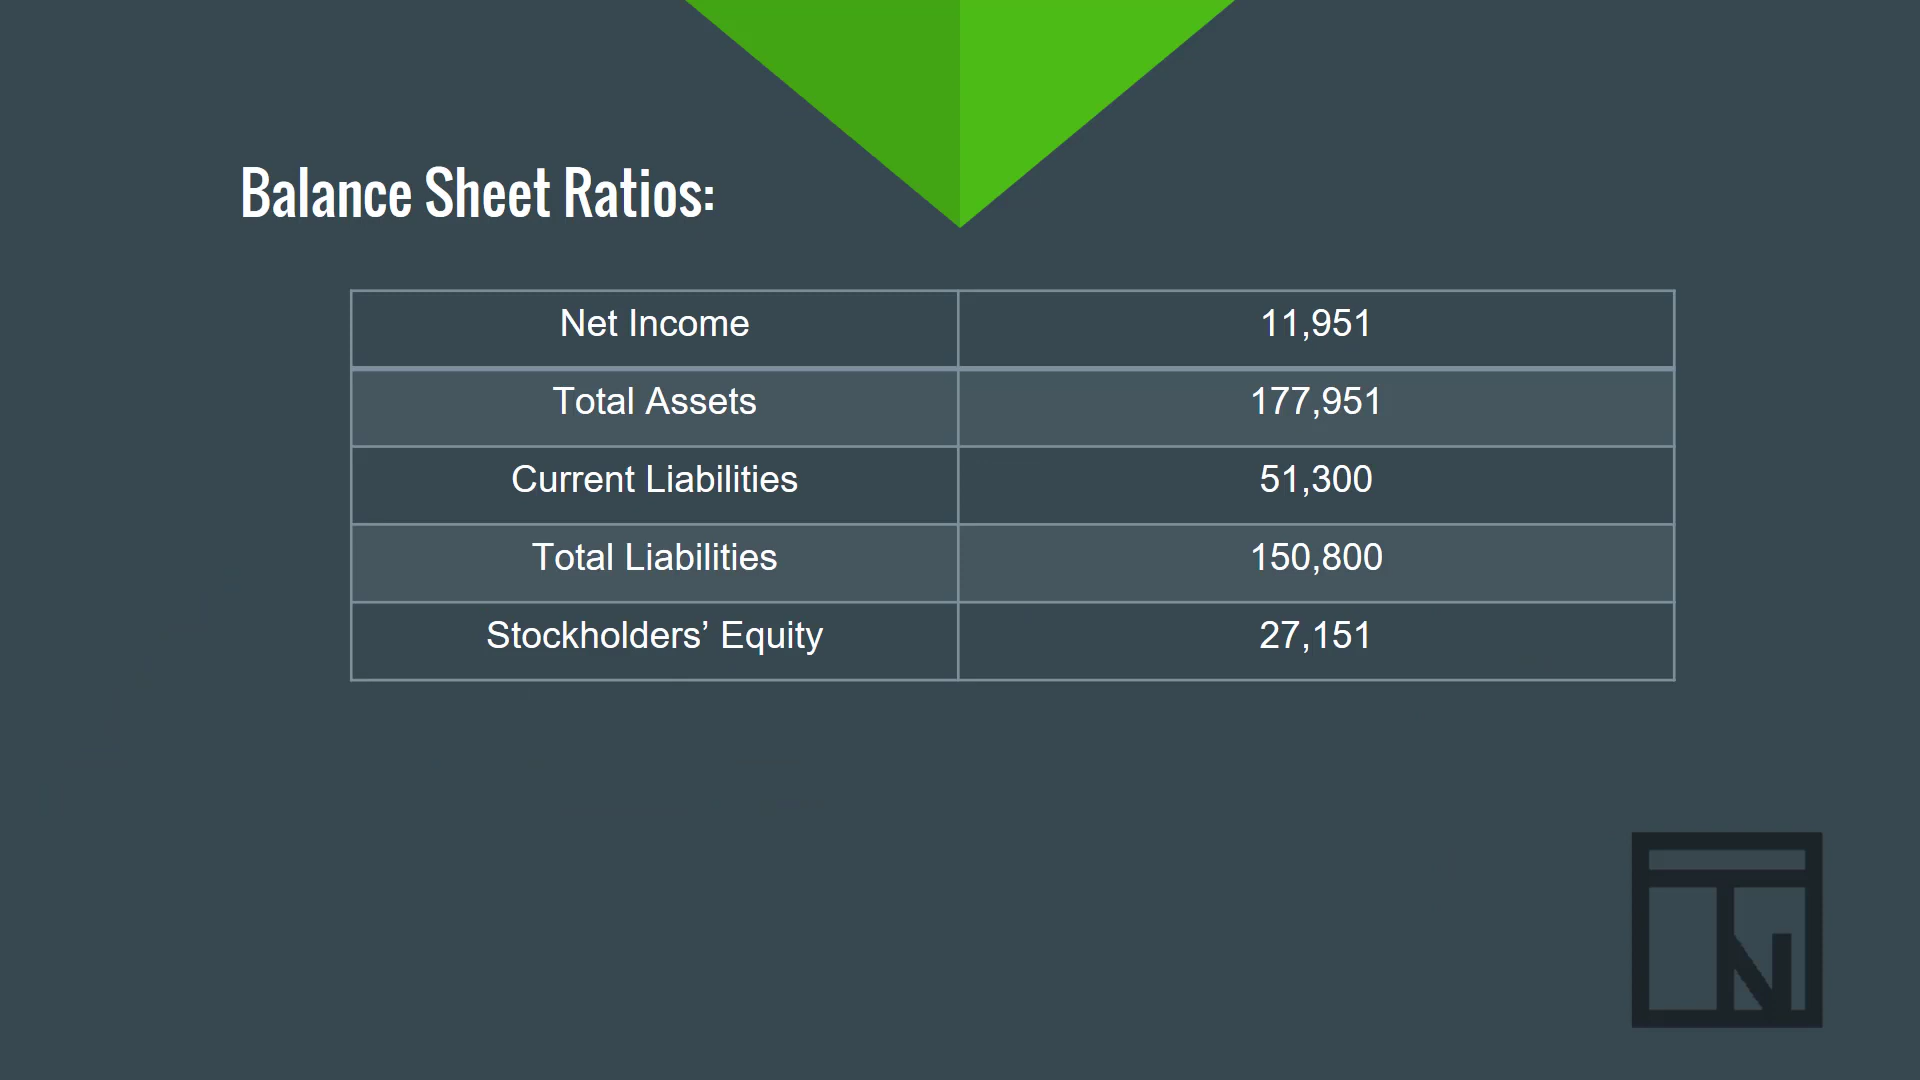 Balance Sheet Ratios:
Net Income 11,951
Total Assets 177,951
Current Liabilities 51,300
Total Liabilities 150,800
Stockholders’ Equity 27,151
TN